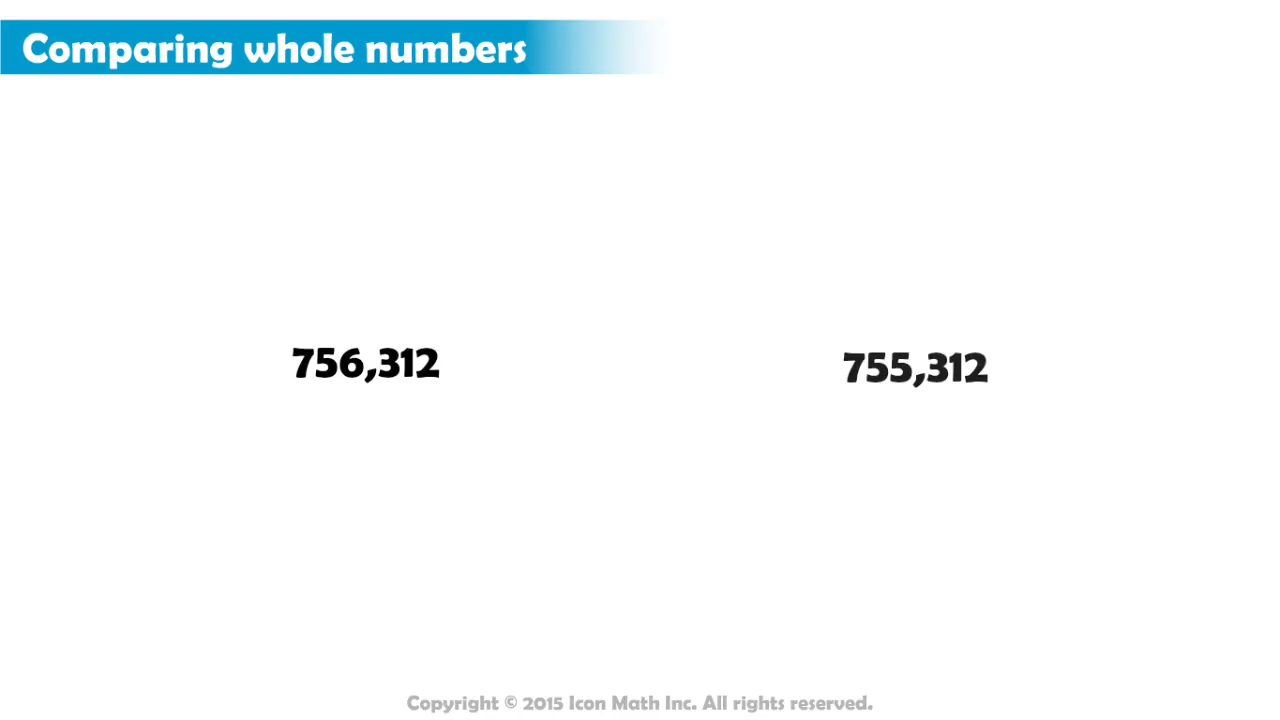 Comparing whole numbers
756,312 755,312
Copyright © 2015 Icon Math Inc. All rights reserved.